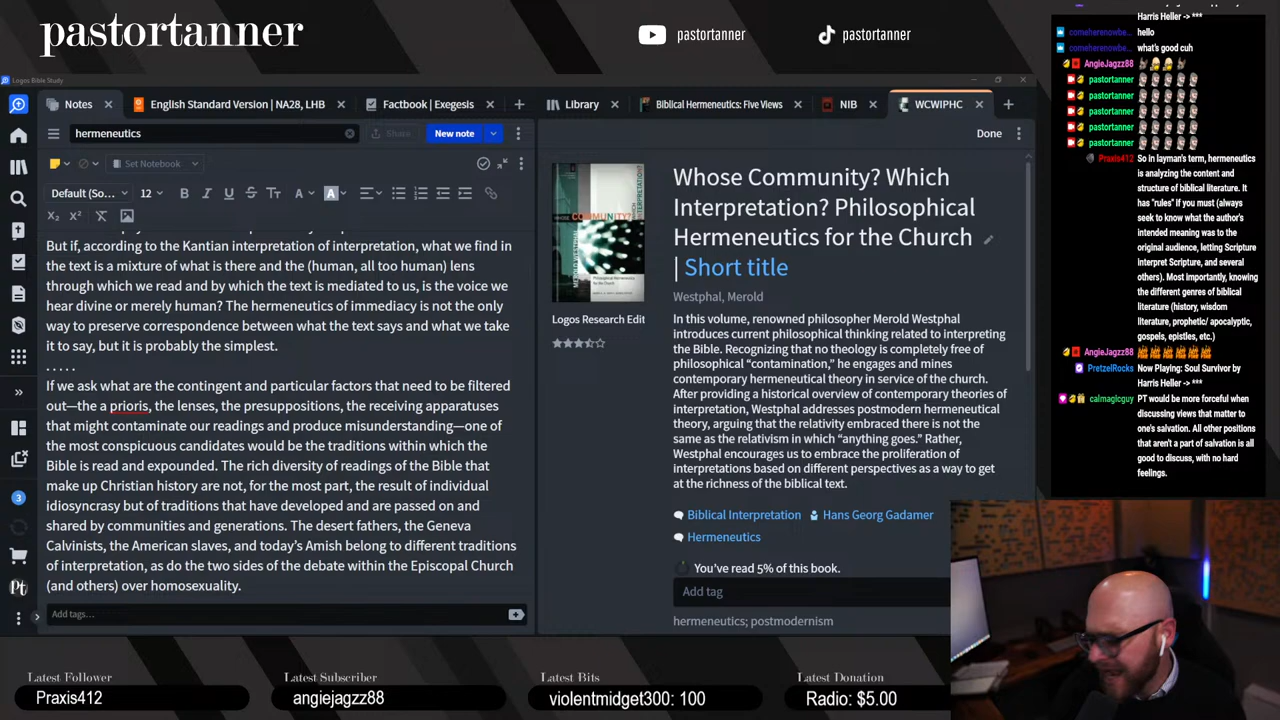 pastortanner
pastortanner
pastortanner
Logos Bible Study
Notes
English Standard Version | NA28, LHB
Factbook | Exegesis
Library
Biblical Hermeneutics: Five Views
NIB
WCWIPHC
hermeneutics
Share
New note
Done
Set Notebook
Default (So...
12
But if, according to the Kantian interpretation of interpretation, what we find in
the text is a mixture of what is there and the (human, all too human) lens
through which we read and by which the text is mediated to us, is the voice we
hear divine or merely human? The hermeneutics of immediacy is not the only
way to preserve correspondence between what the text says and what we take
it to say, but it is probably the simplest.
. . . . .
If we ask what are the contingent and particular factors that need to be filtered
out—the a prioris, the lenses, the presuppositions, the receiving apparatuses
that might contaminate our readings and produce misunderstanding—one of
the most conspicuous candidates would be the traditions within which the
Bible is read and expounded. The rich diversity of readings of the Bible that
make up Christian history are not, for the most part, the result of individual
idiosyncrasy but of traditions that have developed and are passed on and
shared by communities and generations. The desert fathers, the Geneva
Calvinists, the American slaves, and today's Amish belong to different traditions
of interpretation, as do the two sides of the debate within the Episcopal Church
(and others) over homosexuality.
Add tags...
3
Pt
Whose Community? Which
Interpretation? Philosophical
Hermeneutics for the Church
| Short title
Westphal, Merold
Logos Research Edit
In this volume, renowned philosopher Merold Westphal
introduces current philosophical thinking related to interpreting
the Bible. Recognizing that no theology is completely free of
philosophical “contamination,” he engages and mines
contemporary hermeneutical theory in service of the church.
After providing a historical overview of contemporary theories of
interpretation, Westphal addresses postmodern hermeneutical
theory, arguing that the relativity embraced there is not the
same as the relativism in which “anything goes.” Rather,
Westphal encourages us to embrace the proliferation of
interpretations based on different perspectives as a way to get
at the richness of the biblical text.
Biblical Interpretation
Hans Georg Gadamer
Hermeneutics
You've read 5% of this book.
Add tag
hermeneutics; postmodernism
Harris Heller -> ***
comeherenowbe... hello
comeherenowbe... what's good cuh
AngieJagzz88
pastortanner
pastortanner
pastortanner
pastortanner
pastortanner
Praxis412 So in layman's term, hermeneutics
is analyzing the content and
structure of biblical literature. It
has "rules" if you must (always
seek to know what the author's
intended meaning was to the
original audience, letting Scripture
interpret Scripture, and several
others). Most Importantly, knowing
the different genres of biblical
literature (history, wisdom
literature, prophetic/ apocalyptic,
gospels, epistles, etc.)
AngieJagzz88
PretzelRocks Now Playing: Soul Survivor by
Harris Heller -> ***
calmagicguy PT would be more forceful when
discussing views that matter to
one's salvation. All other positions
that aren't a part of salvation is all
good to discuss, with no hard
feelings.
Latest Follower
Praxis412
Latest Subscriber
angiejagzz88
Latest Bits
violentmidget300: 100
Latest Donation
Radio: $5.00